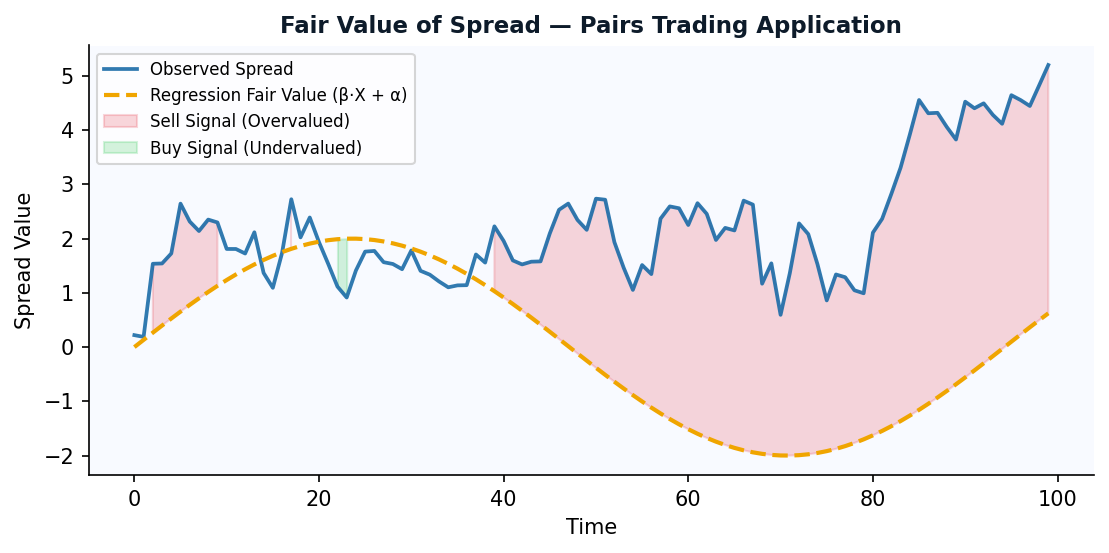 Fair Value of Spread — Pairs Trading Application
Observed Spread
Regression Fair Value (β·X + α)
Sell Signal (Overvalued)
Buy Signal (Undervalued)
Spread Value
5
4
3
2
1
0
−1
−2
0 20 40 60 80 100
Time